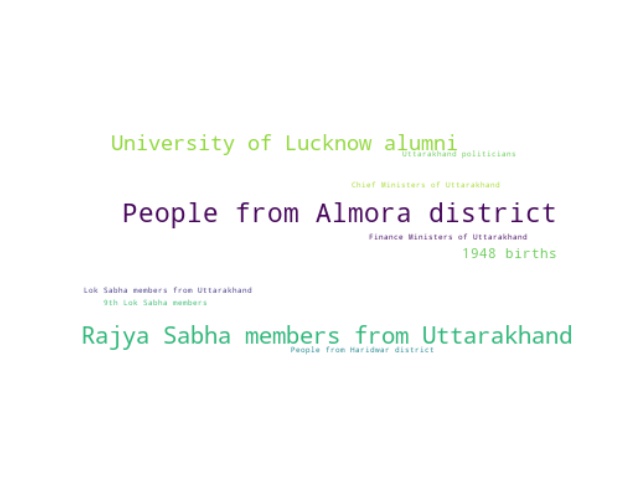 University of Lucknow alumni
Uttarakhand politicians
Chief Ministers of Uttarakhand
People from Almora district
Finance Ministers of Uttarakhand
1948 births
Lok Sabha members from Uttarakhand
9th Lok Sabha members
Rajya Sabha members from Uttarakhand
People from Haridwar district